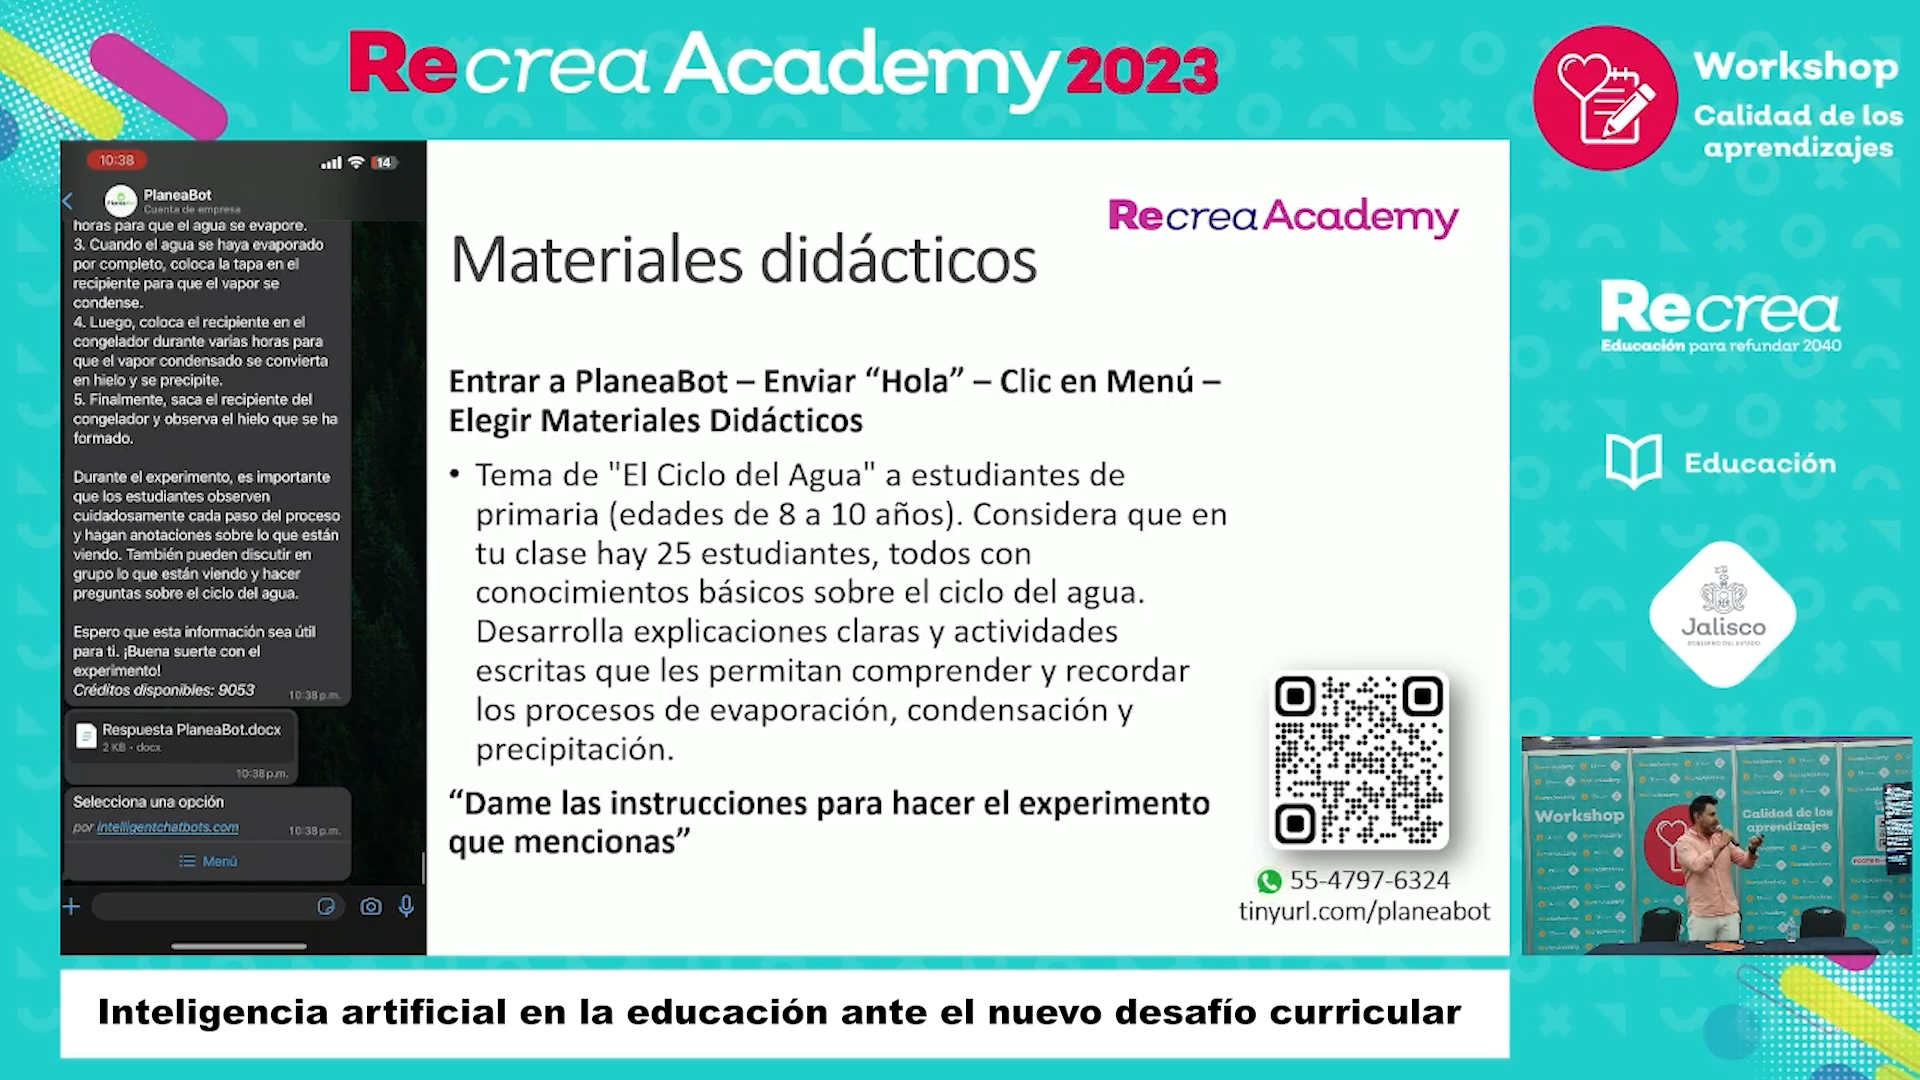 Recrea Academy 2023
Workshop
Calidad de los
aprendizajes
10:38
14
PlaneaBot
Cuenta de empresa
horas para que el agua se evapore.
3. Cuando el agua se haya evaporado
por completo, coloca la tapa en el
recipiente para que el vapor se
condense.
4. Luego, coloca el recipiente en el
congelador durante varias horas para
que el vapor condensado se convierta
en hielo y se precipite.
5. Finalmente, saca el recipiente del
congelador y observa el hielo que se ha
formado.
Durante el experimento, es importante
que los estudiantes observen
cuidadosamente cada paso del proceso
y hagan anotaciones sobre lo que están
viendo. También pueden discutir en
grupo lo que están viendo y hacer
preguntas sobre el ciclo del agua.
Espero que esta información sea útil
para ti. ¡Buena suerte con el
experimento!
Créditos disponibles: 9053
10:38 p.m.
Respuesta PlaneaBot.docx
2 KB • docx
10:38 p.m.
Selecciona una opción
por intelligentchatbots.com
10:38 p.m.
Menú
Recrea Academy
Materiales didácticos
Entrar a PlaneaBot – Enviar “Hola” – Clic en Menú –
Elegir Materiales Didácticos
• Tema de "El Ciclo del Agua" a estudiantes de
primaria (edades de 8 a 10 años). Considera que en
tu clase hay 25 estudiantes, todos con
conocimientos básicos sobre el ciclo del agua.
Desarrolla explicaciones claras y actividades
escritas que les permitan comprender y recordar
los procesos de evaporación, condensación y
precipitación.
“Dame las instrucciones para hacer el experimento
que mencionas”
55-4797-6324
tinyurl.com/planeabot
Recrea
Educación para refundar 2040
Educación
Jalisco
GOBIERNO DEL ESTADO
Workshop
Calidad de los
aprendizajes
Inteligencia artificial en la educación ante el nuevo desafío curricular